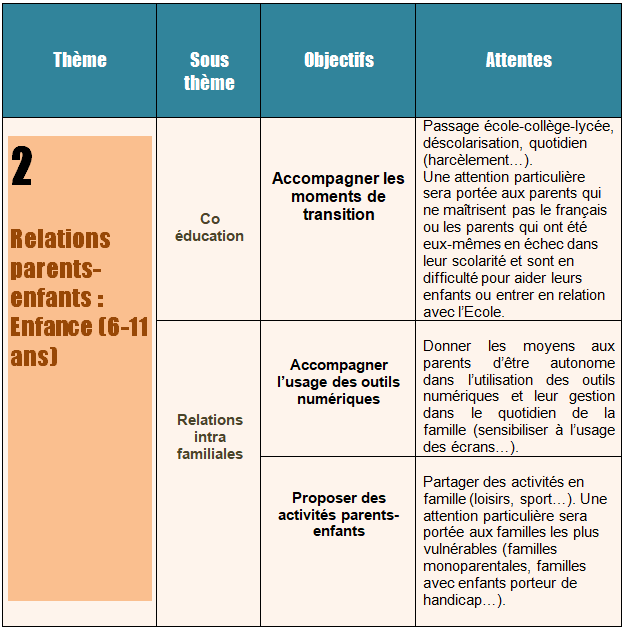 Thème
Sous
thème
Objectifs
Attentes
2
Relations
parents-
enfants :
Enfance (6-11
ans)
Co
éducation
Accompagner les
moments de
transition
Passage école-collège-lycée,
déscolarisation, quotidien
(harcèlement…).
Une attention particulière
sera portée aux parents qui
ne maîtrisent pas le français
ou les parents qui ont été
eux-mêmes en échec dans
leur scolarité et sont en
difficulté pour aider leurs
enfants ou entrer en relation
avec l’Ecole.
Relations
intra
familiales
Accompagner
l’usage des outils
numériques
Donner les moyens aux
parents d’être autonome
dans l’utilisation des outils
numériques et leur gestion
dans le quotidien de la
famille (sensibiliser à l’usage
des écrans…).
Proposer des
activités parents-
enfants
Partager des activités en
famille (loisirs, sport…). Une
attention particulière sera
portée aux familles les plus
vulnérables (familles
monoparentales, familles
avec enfants porteur de
handicap…).